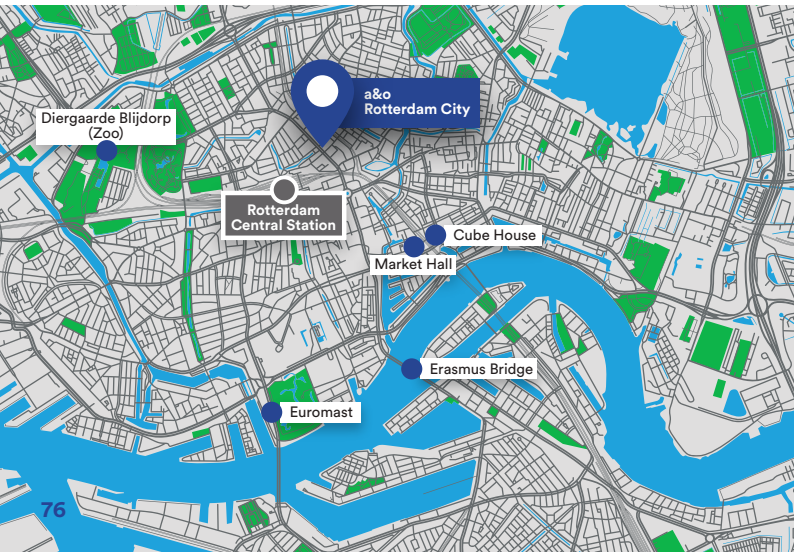 a&o
Rotterdam City
Diergaarde Blijdorp
(Zoo)
Rotterdam
Central Station
Cube House
Market Hall
Erasmus Bridge
Euromast
76